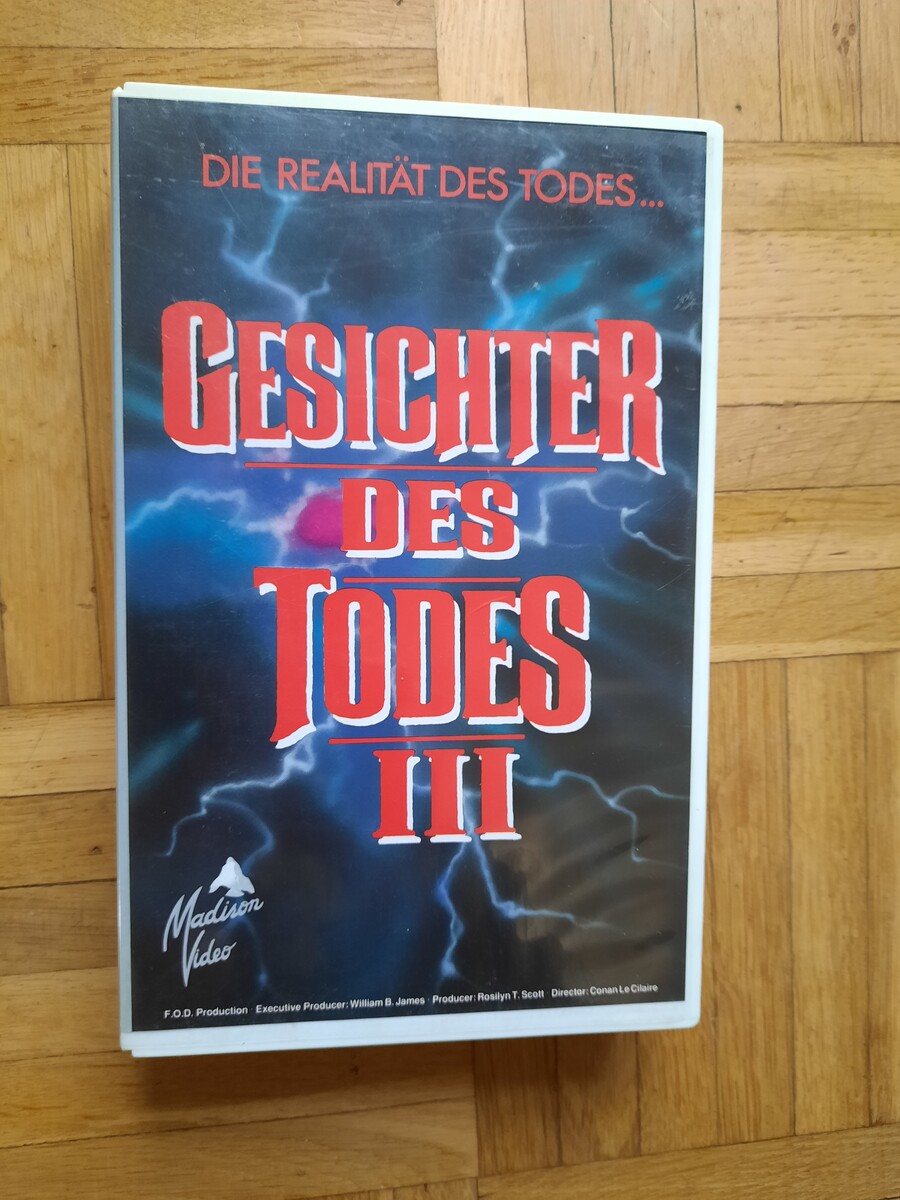 DIE REALITÄT DES TODES...
GESICHTER
DES
TODES
III
Madison
Video
F.O.D. Production · Executive Producer: William B. James · Producer: Rosilyn T. Scott · Director: Conan Le Cilaire